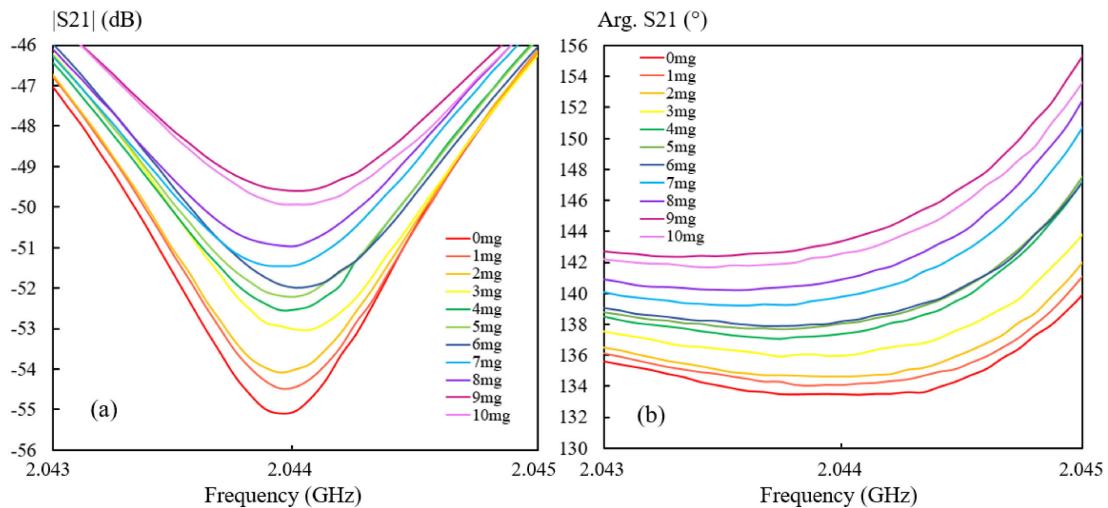 |S21| (dB)
-46
-47
-48
-49
-50
-51
-52
-53
-54
-55
-56
0mg
1mg
2mg
3mg
4mg
5mg
6mg
7mg
8mg
9mg
10mg
(a)
2.043
2.044
2.045
Frequency (GHz)
Arg. S21 (°)
156
154
152
150
148
146
144
142
140
138
136
134
132
130
0mg
1mg
2mg
3mg
4mg
5mg
6mg
7mg
8mg
9mg
10mg
(b)
2.043
2.044
2.045
Frequency (GHz)